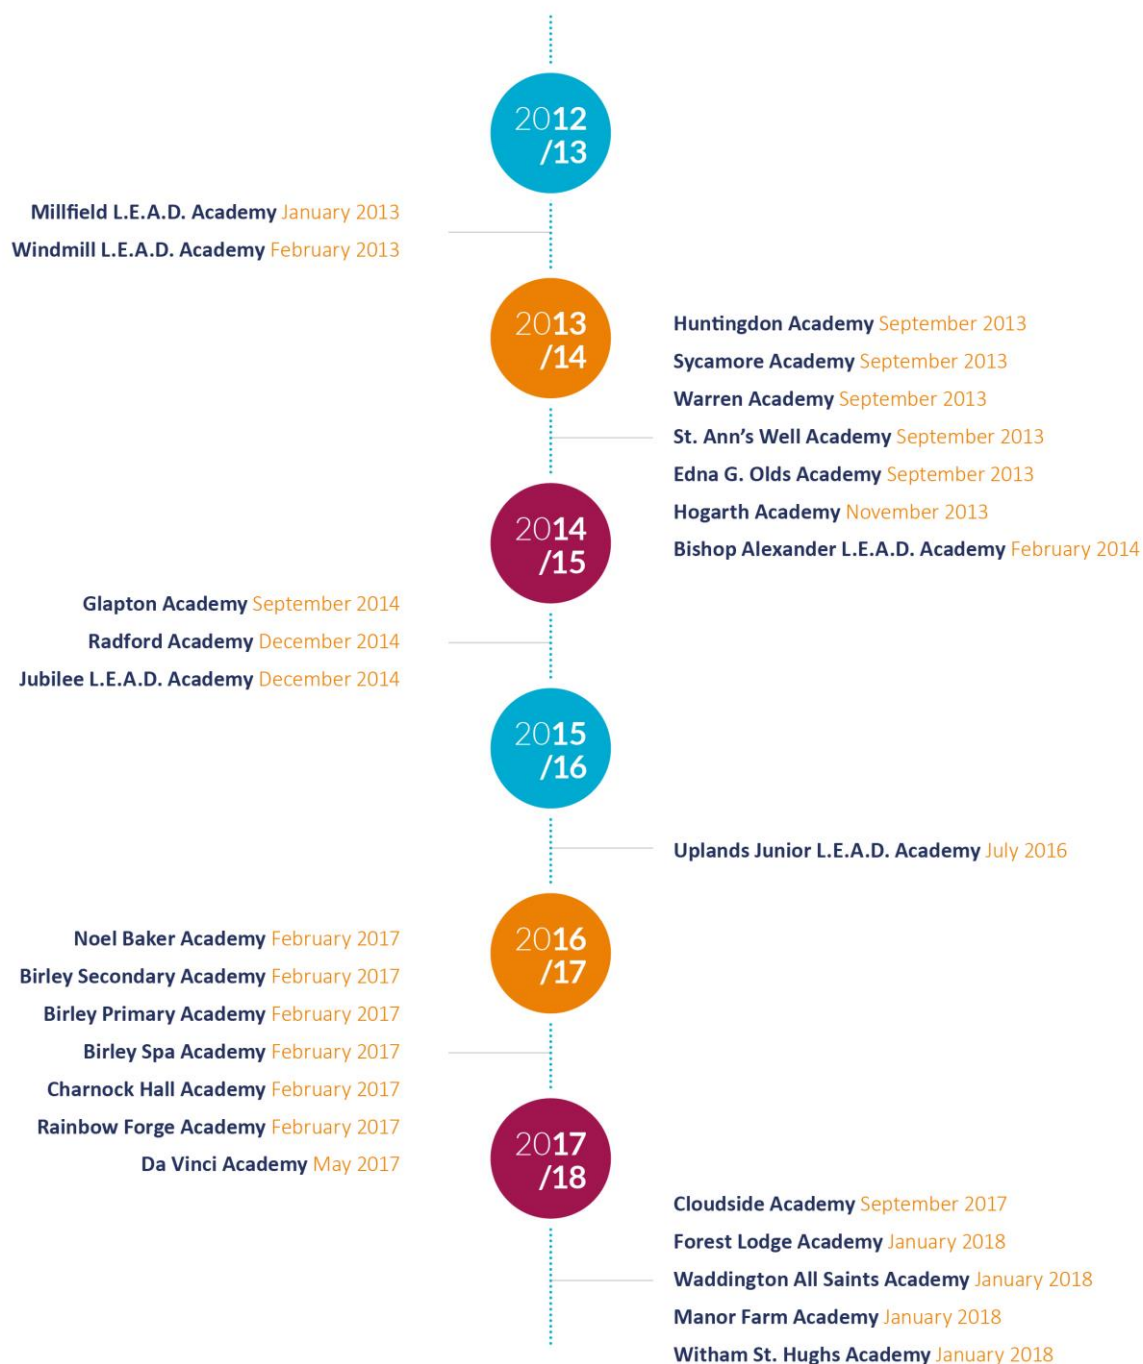 2012
/13
Millfield L.E.A.D. Academy January 2013
Windmill L.E.A.D. Academy February 2013
2013
/14
Huntingdon Academy September 2013
Sycamore Academy September 2013
Warren Academy September 2013
St. Ann’s Well Academy September 2013
Edna G. Olds Academy September 2013
Hogarth Academy November 2013
Bishop Alexander L.E.A.D. Academy February 2014
2014
/15
Glapton Academy September 2014
Radford Academy December 2014
Jubilee L.E.A.D. Academy December 2014
2015
/16
Uplands Junior L.E.A.D. Academy July 2016
2016
/17
Noel Baker Academy February 2017
Birley Secondary Academy February 2017
Birley Primary Academy February 2017
Birley Spa Academy February 2017
Charnock Hall Academy February 2017
Rainbow Forge Academy February 2017
Da Vinci Academy May 2017
2017
/18
Cloudside Academy September 2017
Forest Lodge Academy January 2018
Waddington All Saints Academy January 2018
Manor Farm Academy January 2018
Witham St. Hughs Academy January 2018